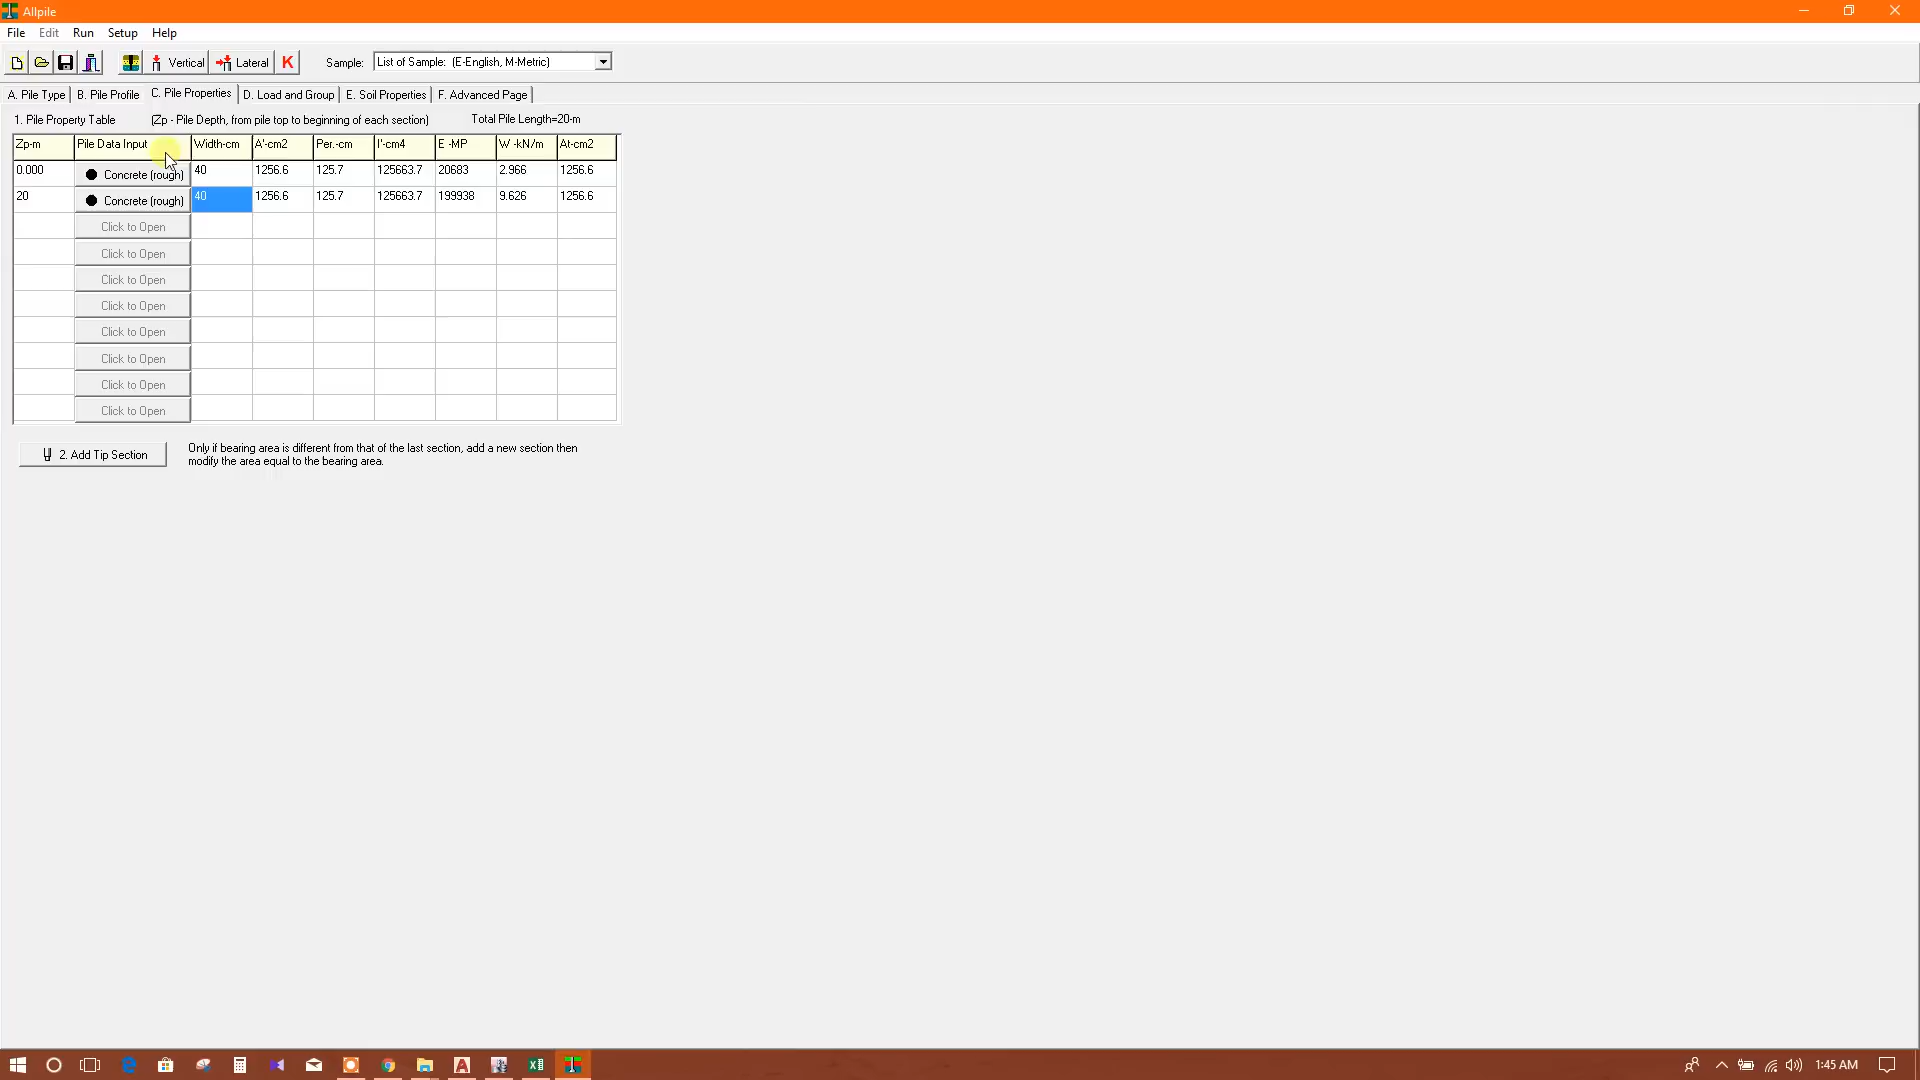 Allpile
File Edit Run Setup Help
Vertical Lateral K Sample: List of Sample: (E-English, M-Metric)
A. Pile Type B. Pile Profile C. Pile Properties D. Load and Group E. Soil Properties F. Advanced Page
1. Pile Property Table (Zp - Pile Depth, from pile top to beginning of each section) Total Pile Length=20-m
Zp-m Pile Data Input Width-cm A'-cm2 Per.-cm I'-cm4 E -MP W -kN/m At-cm2
0.000 Concrete (rough) 40 1256.6 125.7 125663.7 20683 2.966 1256.6
20 Concrete (rough) 40 1256.6 125.7 125663.7 199938 9.626 1256.6
Click to Open
Click to Open
Click to Open
Click to Open
Click to Open
Click to Open
Click to Open
Click to Open
2. Add Tip Section Only if bearing area is different from that of the last section, add a new section then
modify the area equal to the bearing area.
1:45 AM